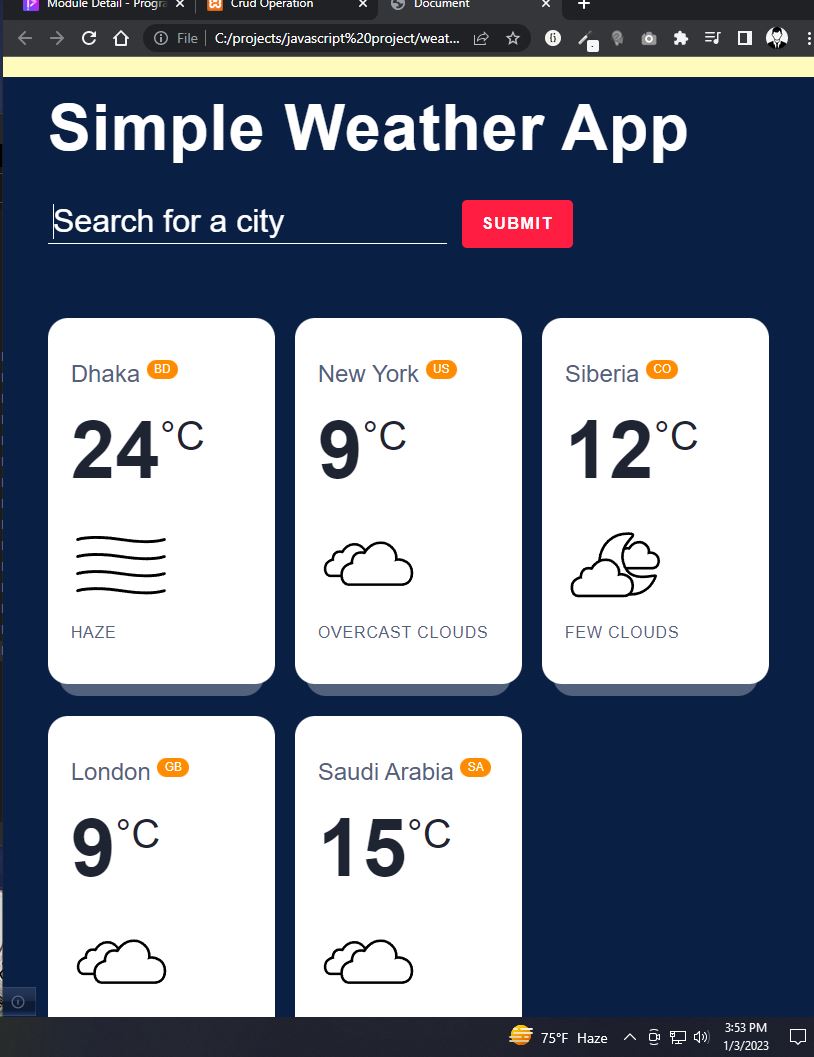 Module Detail - Progra
Crud Operation
Document
File
C:/projects/javascript%20project/weat...
Simple Weather App
Search for a city
SUBMIT
Dhaka BD
24°C
HAZE
New York US
9°C
OVERCAST CLOUDS
Siberia CO
12°C
FEW CLOUDS
London GB
9°C
Saudi Arabia SA
15°C
75°F Haze
3:53 PM
1/3/2023